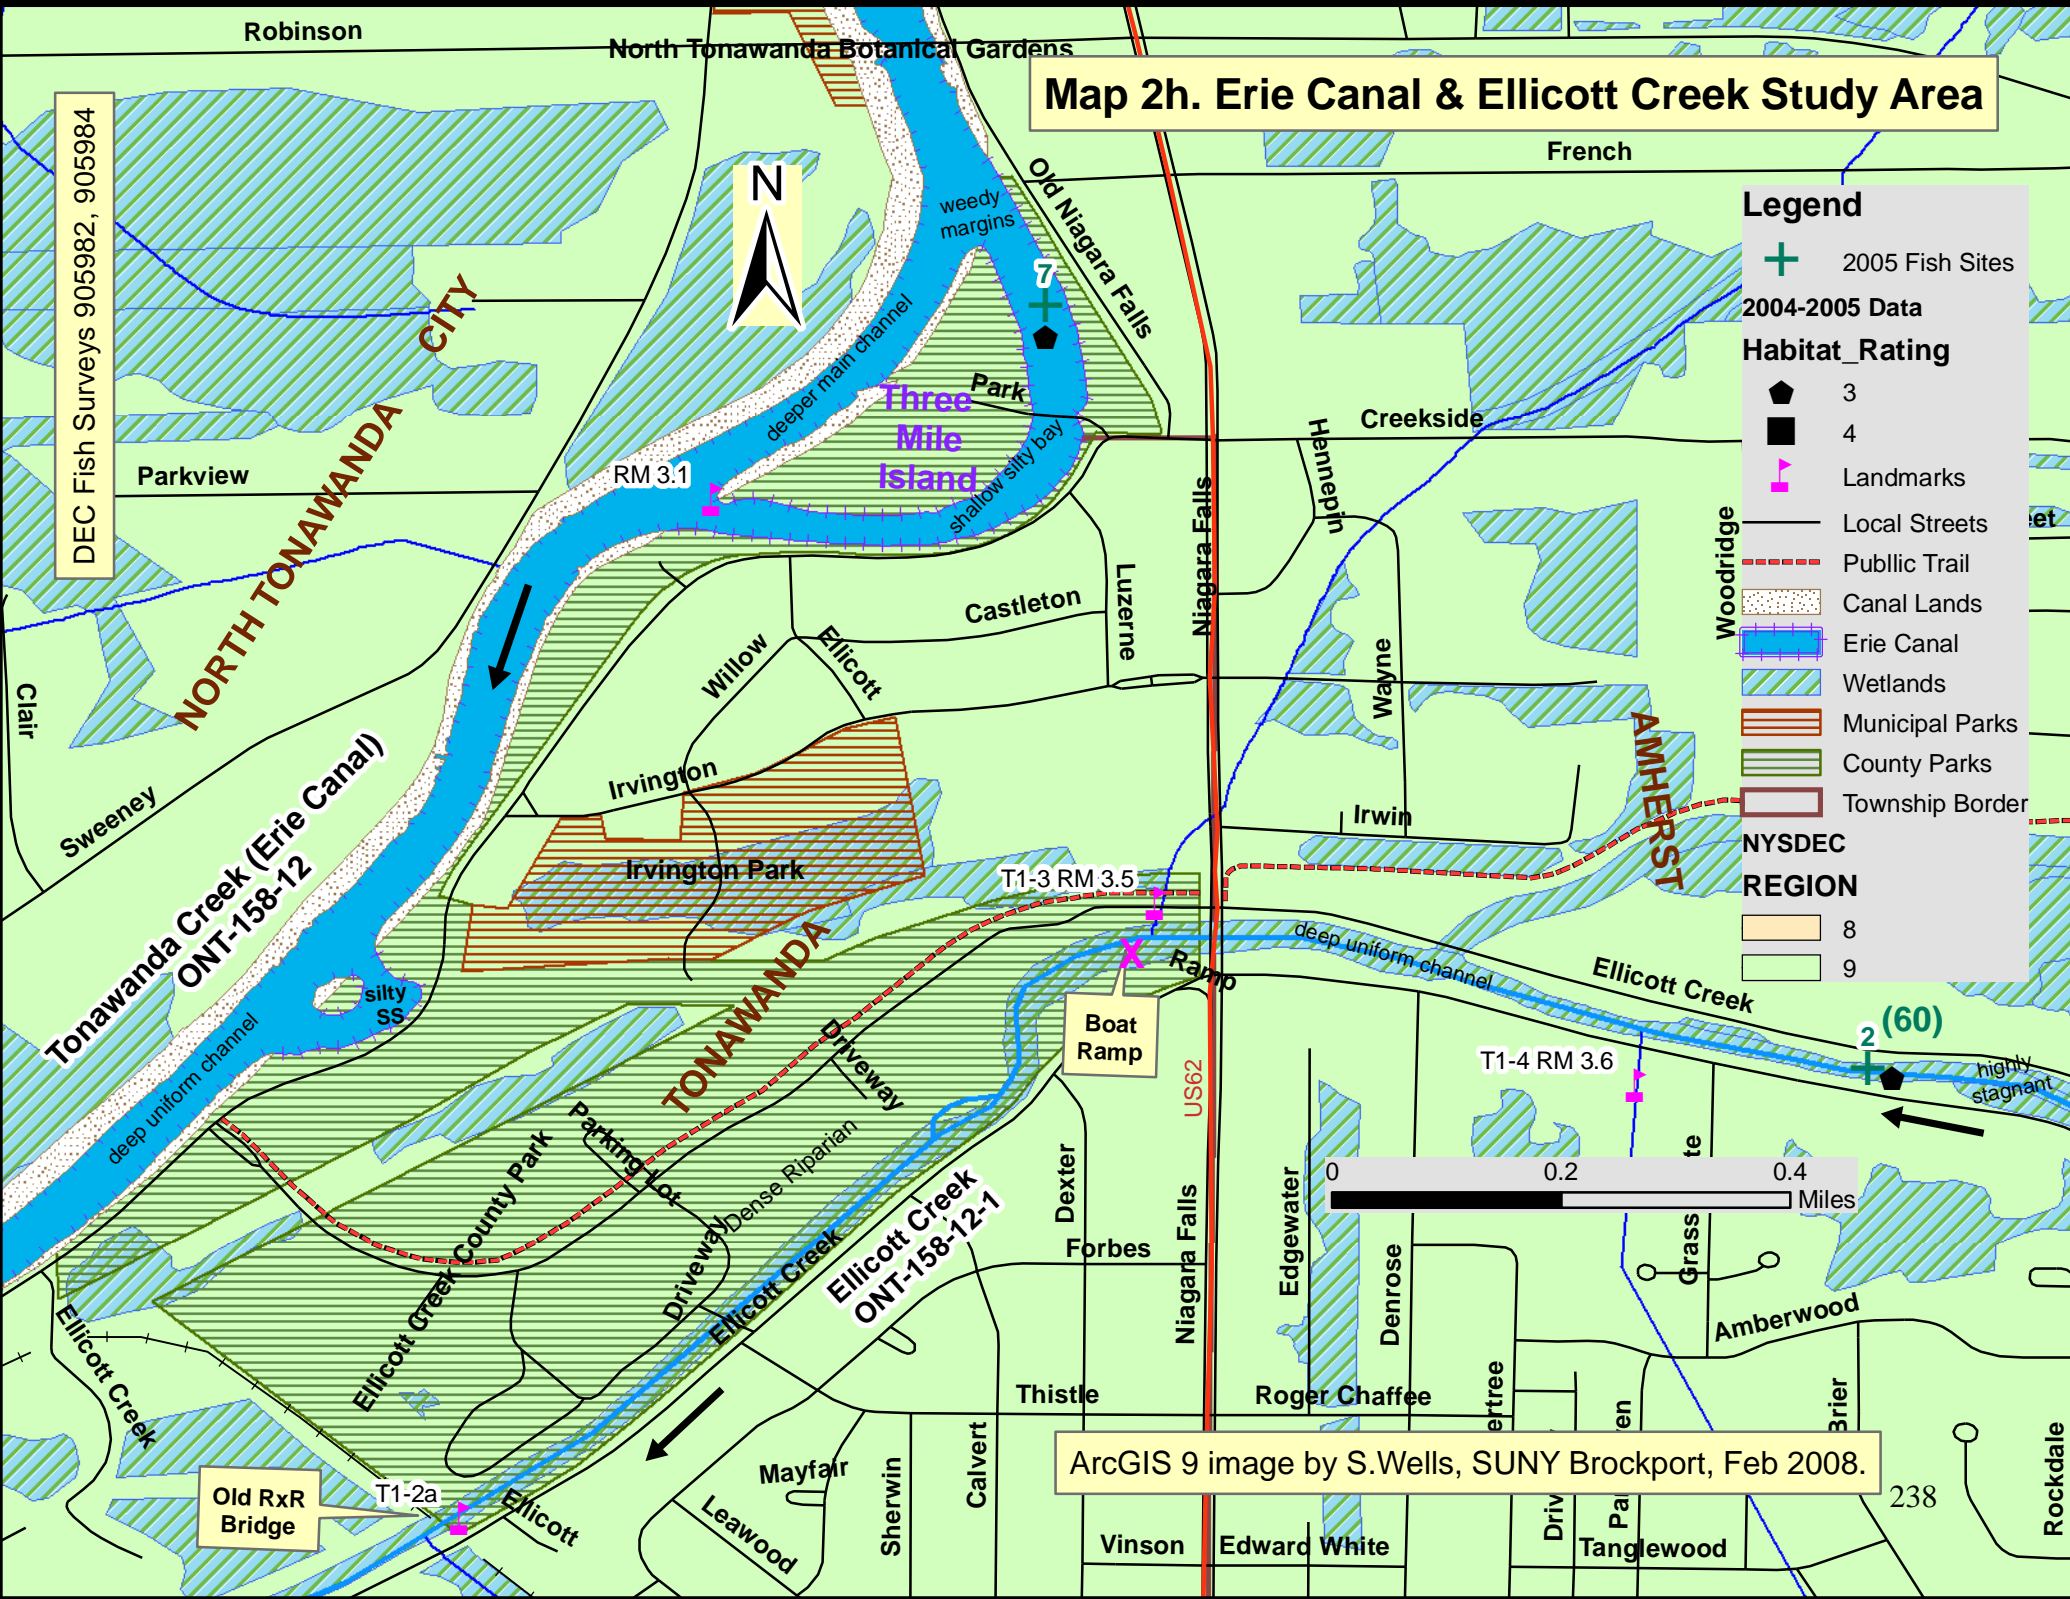 Robinson
North Tonawanda Botanical Gardens
Map 2h. Erie Canal & Ellicott Creek Study Area
DEC Fish Surveys 905982, 905984
French
N
Old Niagara Falls
weedy
margins
7
CITY
deeper main channel
Park
Three
Mile
Island
shallow silty bay
RM 3.1
Parkview
NORTH TONAWANDA
Creekside
Hennepin
Niagara Falls
Woodridge
Legend
2005 Fish Sites
2004-2005 Data
Habitat_Rating
3
4
Landmarks
Local Streets
Publlic Trail
Canal Lands
Erie Canal
Wetlands
Municipal Parks
County Parks
Township Border
NYSDEC
REGION
8
9
Castleton
Luzerne
Willow
Ellicott
Wayne
Clair
Sweeney
Irvington
Irwin
AMHERST
Irvington Park
T1-3 RM 3.5
Tonawanda Creek (Erie Canal)
ONT-158-12
TONAWANDA
silty
SS
deep uniform channel
Ramp
deep uniform channel
Ellicott Creek
Boat
Ramp
2 (60)
highly
stagnant
T1-4 RM 3.6
US62
Driveway
Parking Lot
Dense Riparian
Ellicott Creek County Park
Driveway
Ellicott Creek
Ellicott Creek
ONT-158-12-1
Dexter
Forbes
Niagara Falls
Edgewater
Denrose
0 0.2 0.4
Miles
Amberwood
Ellicott Creek
Thistle
Roger Chaffee
Mayfair
Leawood
Sherwin
Calvert
ArcGIS 9 image by S.Wells, SUNY Brockport, Feb 2008.
238
Rockdale
Brier
Old RxR
Bridge
T1-2a
Ellicott
Vinson
Edward White
Tanglewood